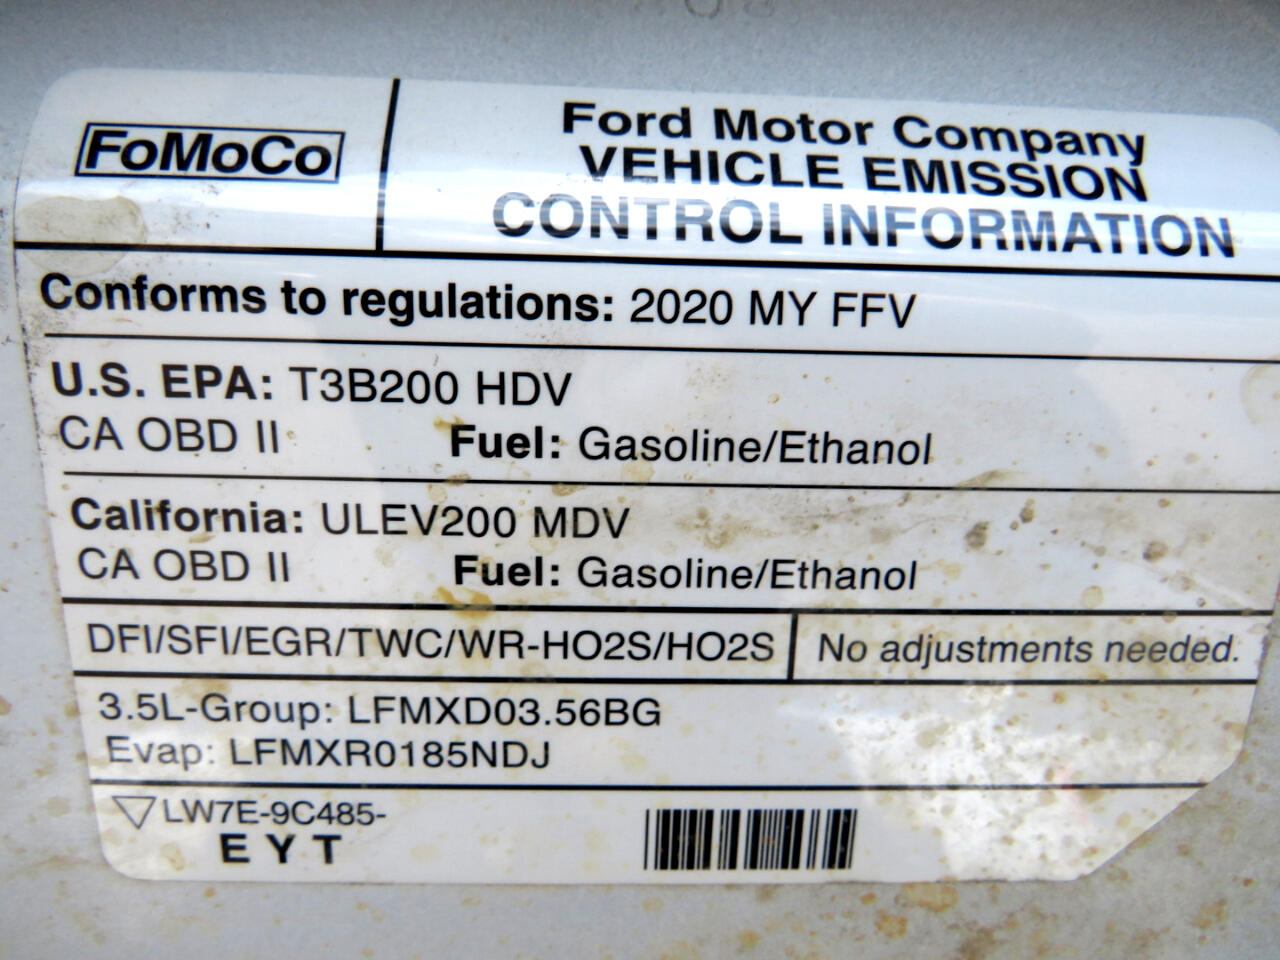 FoMoCo
Ford Motor Company
VEHICLE EMISSION
CONTROL INFORMATION
Conforms to regulations: 2020 MY FFV
U.S. EPA: T3B200 HDV
CA OBD II Fuel: Gasoline/Ethanol
California: ULEV200 MDV
CA OBD II Fuel: Gasoline/Ethanol
DFI/SFI/EGR/TWC/WR-HO2S/HO2S No adjustments needed.
3.5L-Group: LFMXD03.56BG
Evap: LFMXR0185NDJ
LW7E-9C485-
EYT